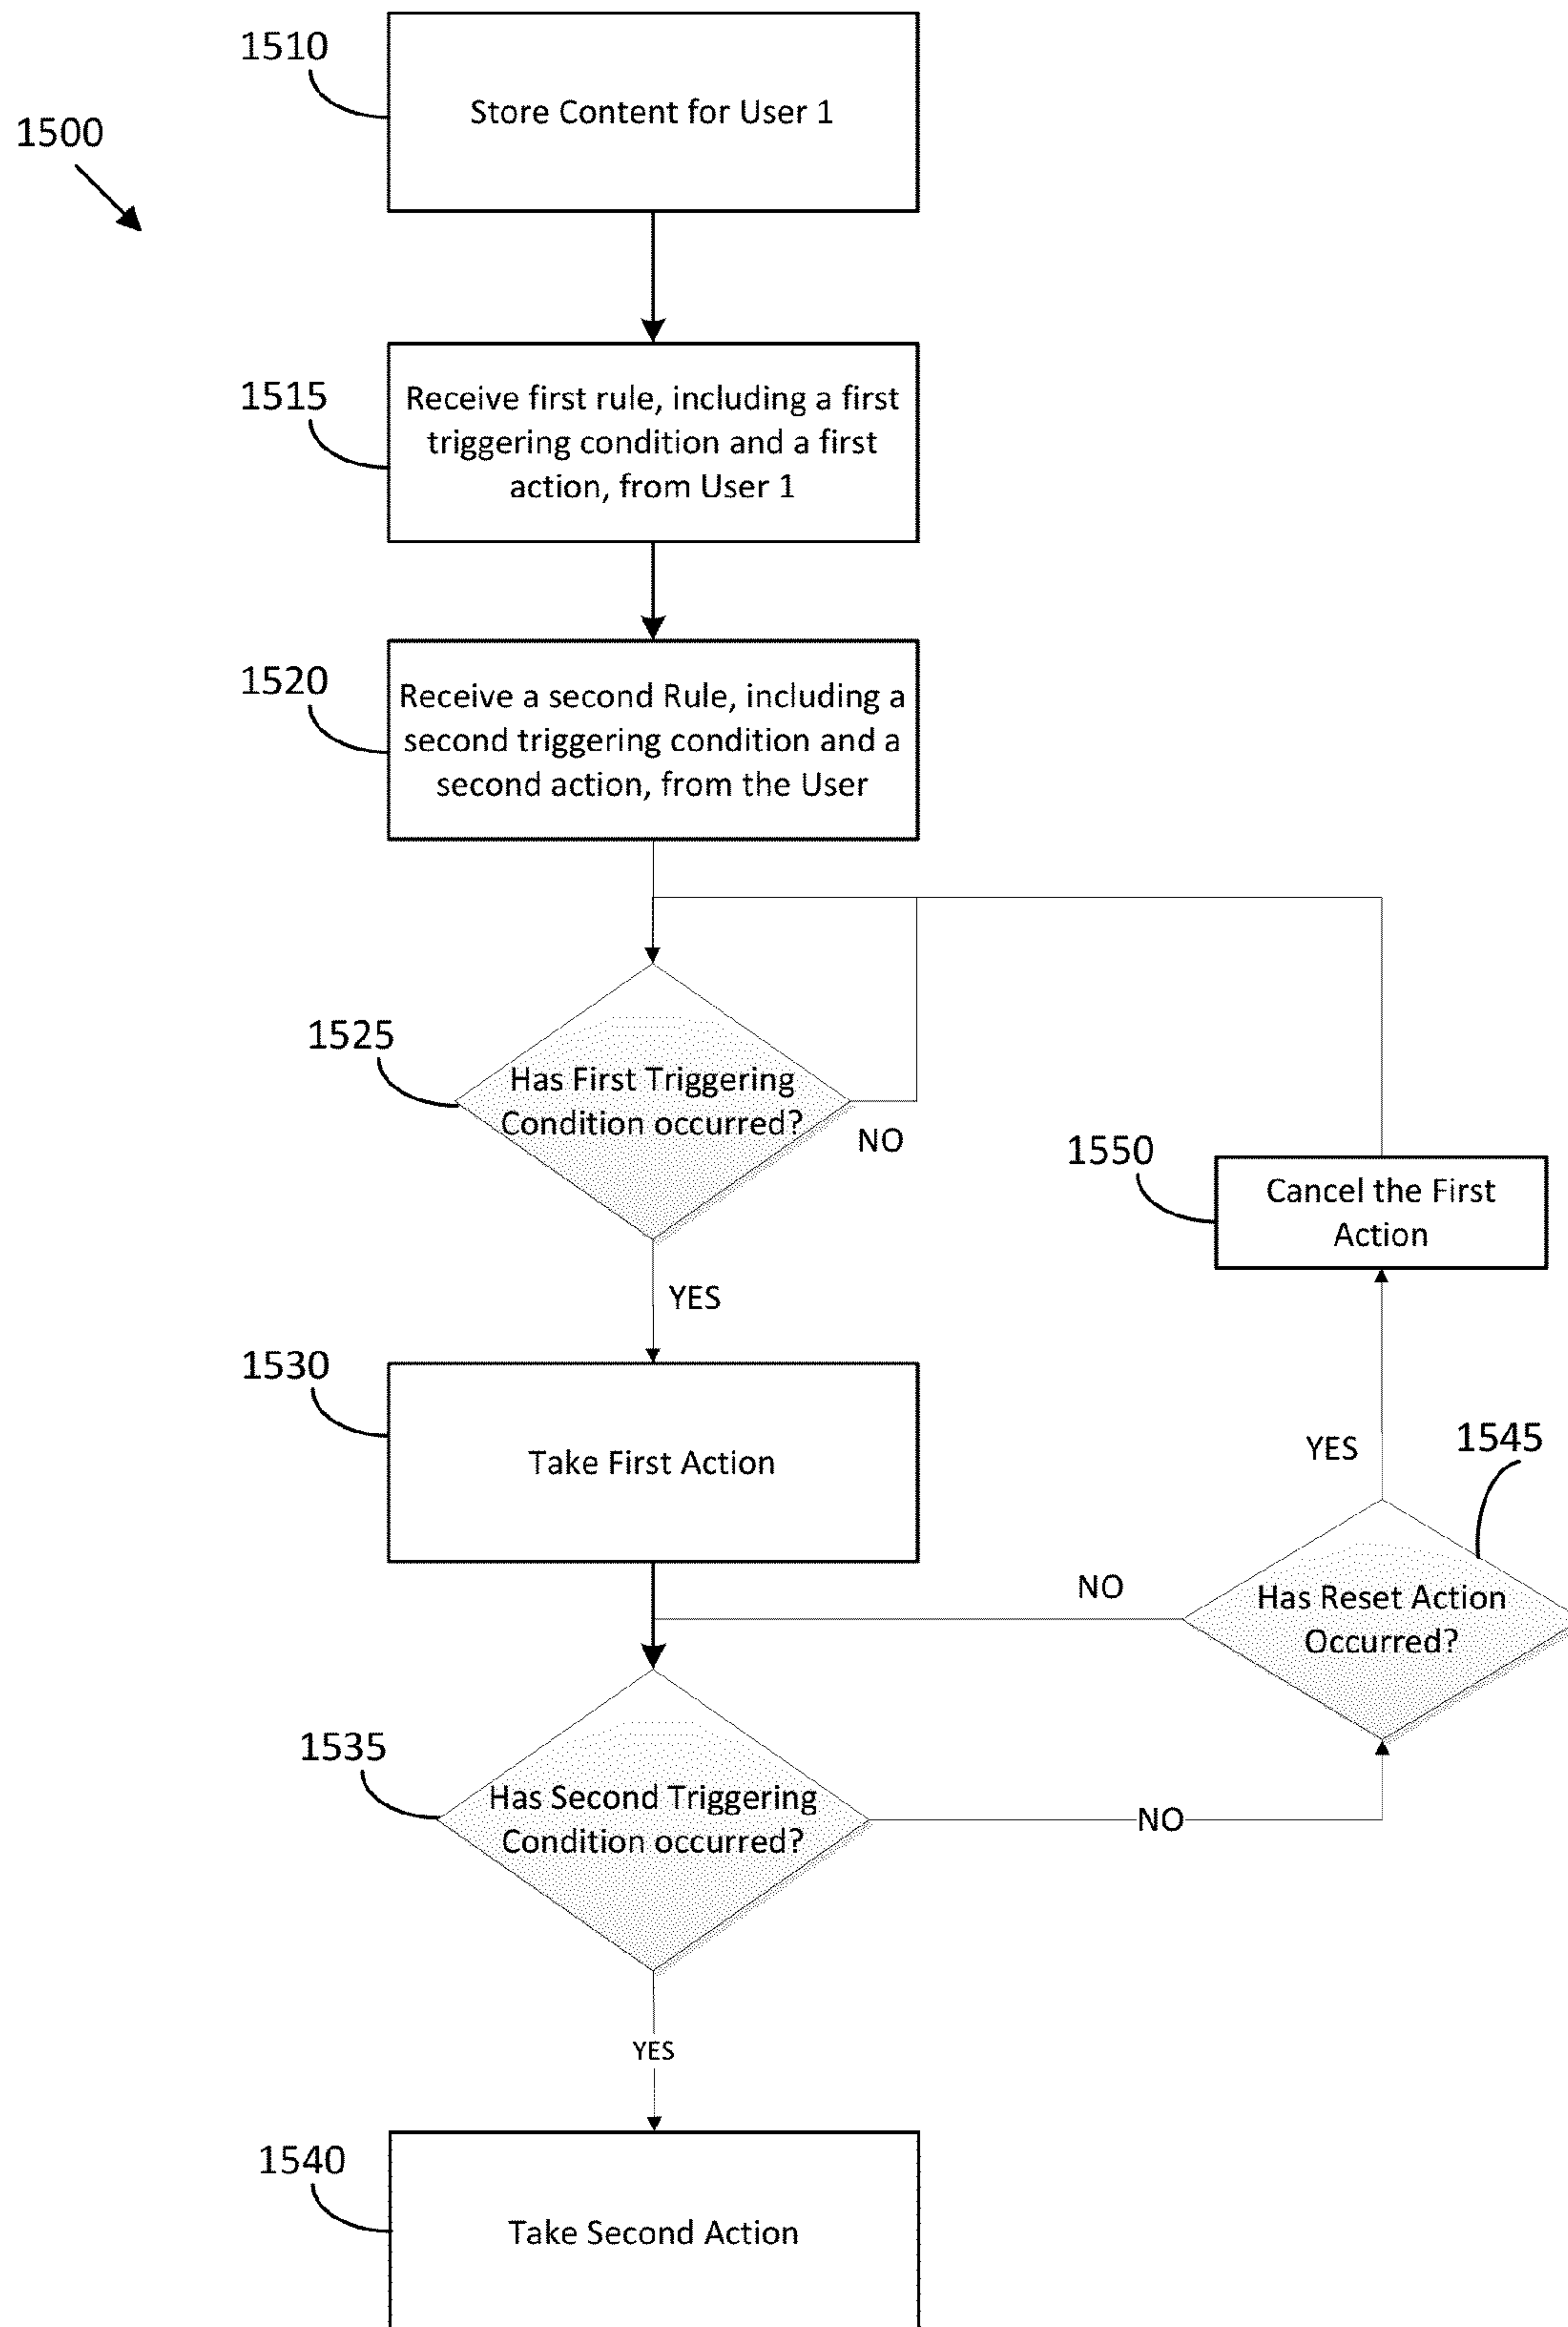 1510
Store Content for User 1
1500
1515
Receive first rule, including a first
triggering condition and a first
action, from User 1
1520
Receive a second Rule, including a
second triggering condition and a
second action, from the User
1525
Has First Triggering
Condition occurred?
NO
1550
Cancel the First
Action
YES
1530
Take First Action
YES
1545
NO
Has Reset Action
Occurred?
1535
Has Second Triggering
Condition occurred?
NO
YES
1540
Take Second Action